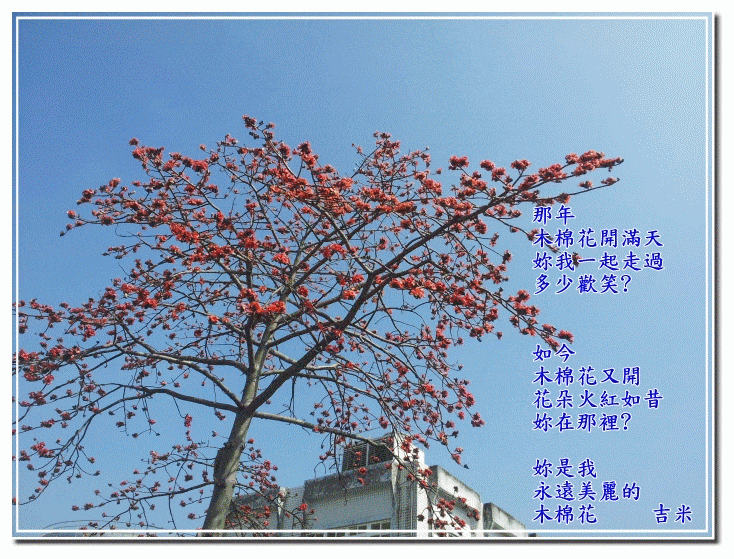 那年
木棉花開滿天
妳我一起走過
多少歡笑?
如今
木棉花又開
花朵火紅如昔
妳在那裡?
妳是我
永遠美麗的
木棉花 吉米